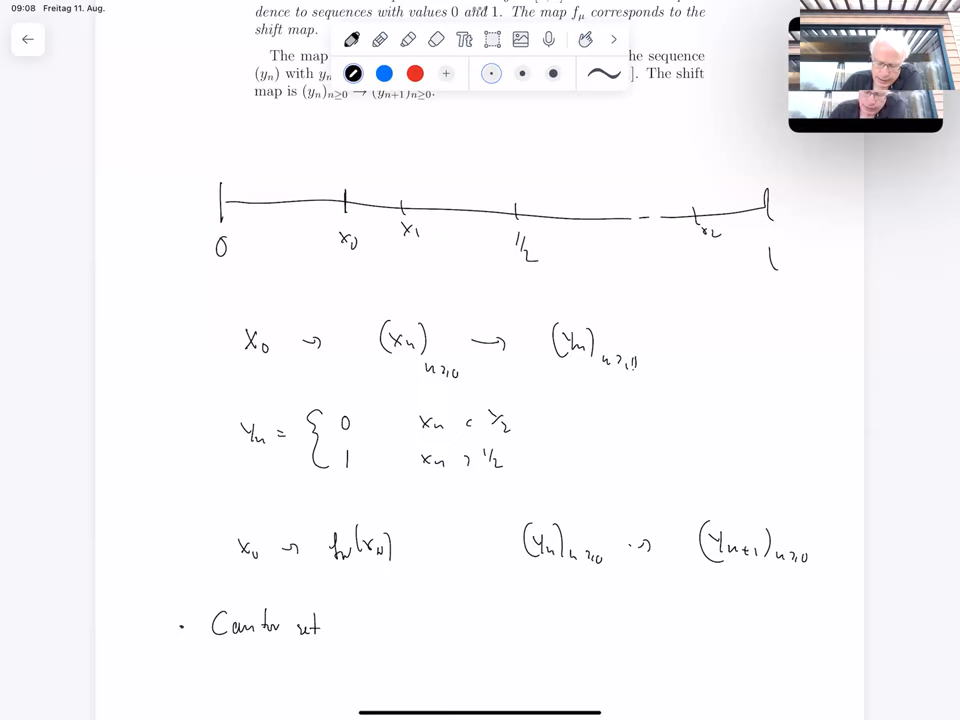 09:08 Freitag 11. Aug.
dence to sequences with values 0 and 1. The map fμ corresponds to the
shift map.
The map he sequence
(yn) with yn ]. The shift
map is (yn)n≥0 → (yn+1)n≥0.
Tt
0 x0 x1 1/2 x2 1
x0 → (xn)n≥0 → (yn)n≥0
yn = { 0 xn < 1/2
1 xn > 1/2
x0 → fμ(x0) (yn)n≥0 → (yn+1)n≥0
• Cantor set